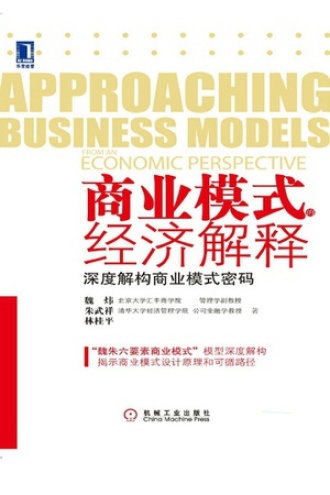 华章经管
APPROACHING
BUSINESS MODELS
FROM AN
ECONOMIC PERSPECTIVE
商业模式的
经济解释
深度解构商业模式密码
魏 炜 北京大学汇丰商学院 管理学副教授
朱武祥 清华大学经济管理学院 公司金融学教授 著
林桂平
“魏朱六要素商业模式”模型深度解构
揭示商业模式设计原理和可循路径
机械工业出版社
China Machine Press